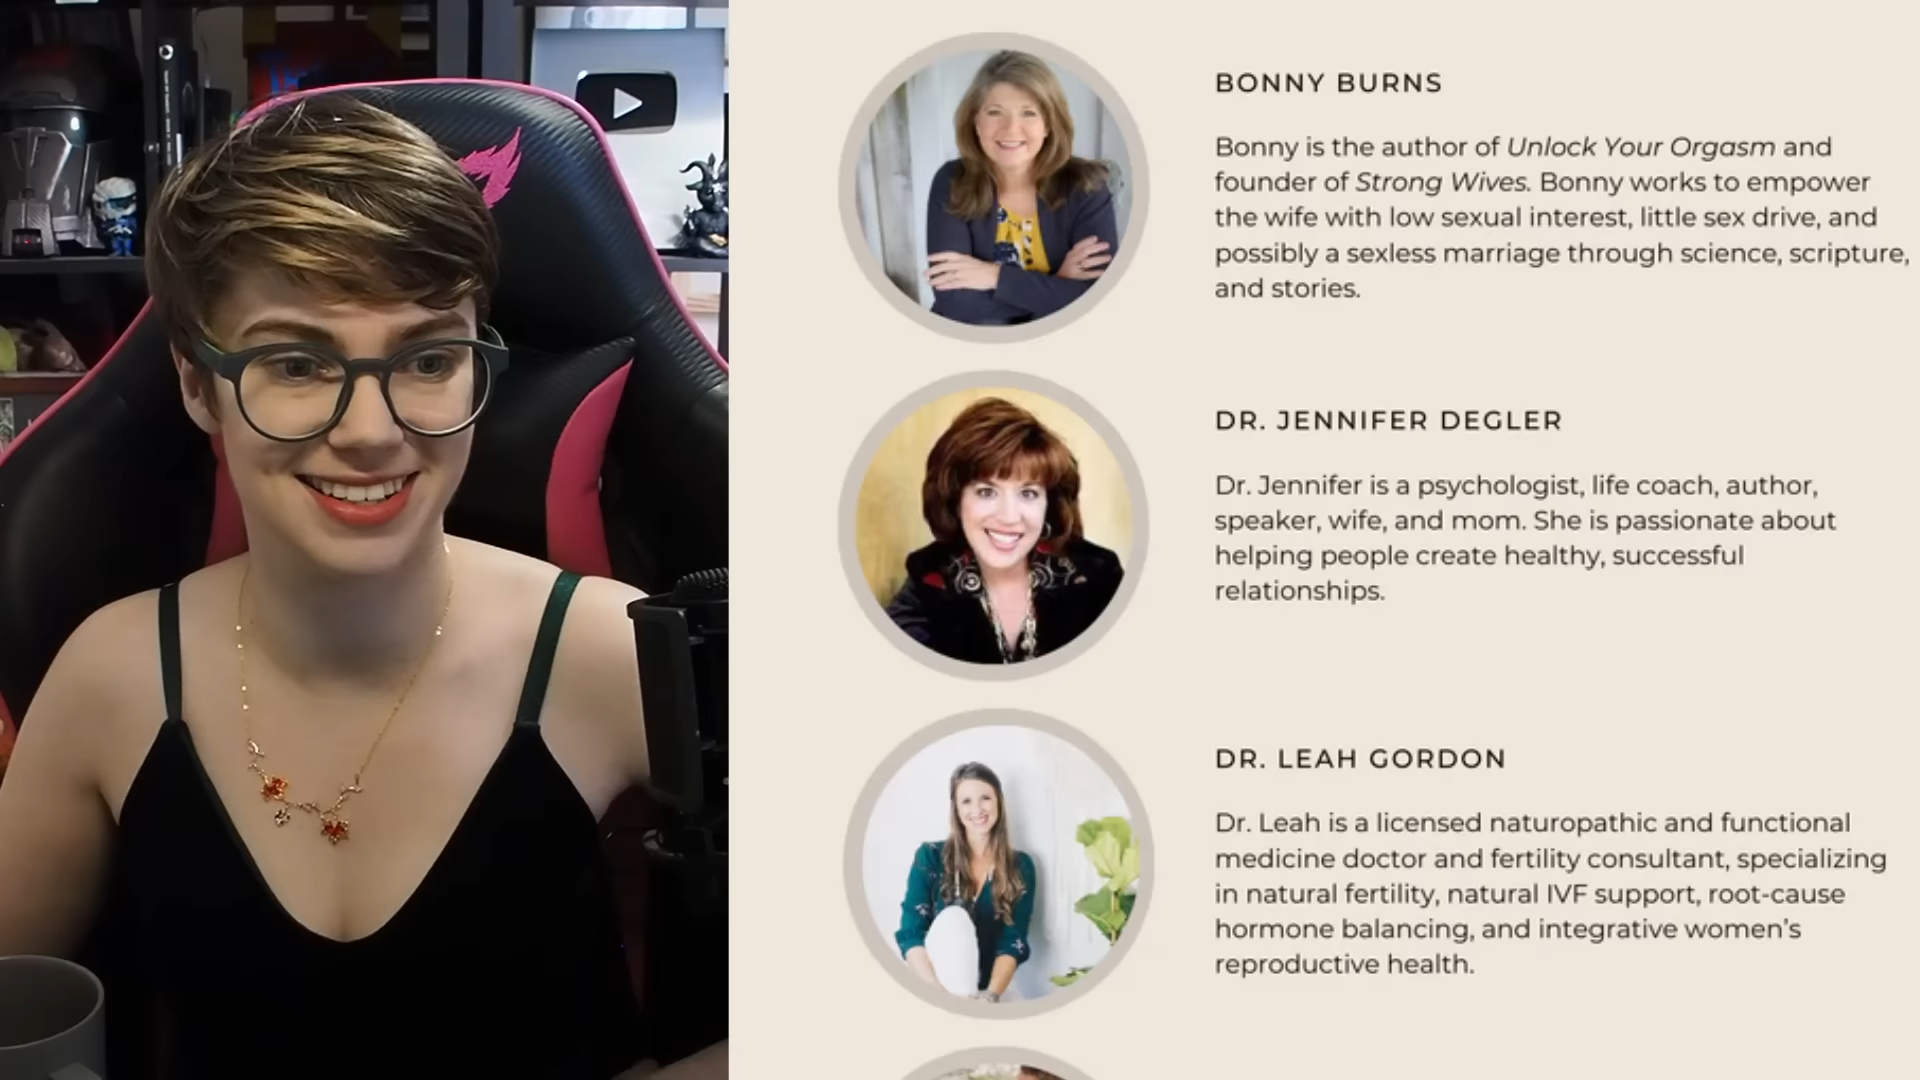 BONNY BURNS
Bonny is the author of Unlock Your Orgasm and
founder of Strong Wives. Bonny works to empower
the wife with low sexual interest, little sex drive, and
possibly a sexless marriage through science, scripture,
and stories.
DR. JENNIFER DEGLER
Dr. Jennifer is a psychologist, life coach, author,
speaker, wife, and mom. She is passionate about
helping people create healthy, successful
relationships.
DR. LEAH GORDON
Dr. Leah is a licensed naturopathic and functional
medicine doctor and fertility consultant, specializing
in natural fertility, natural IVF support, root-cause
hormone balancing, and integrative women's
reproductive health.